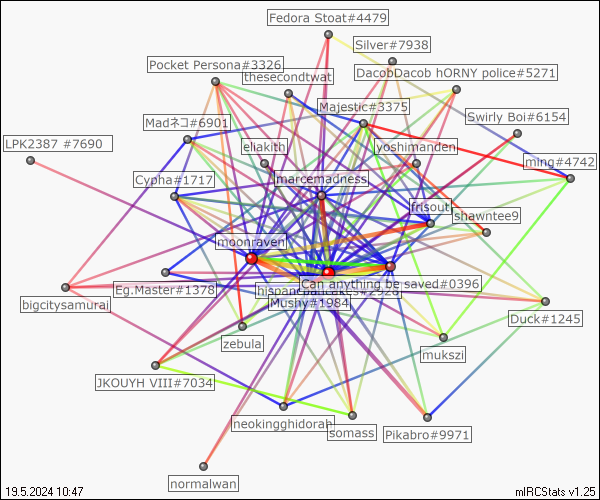 Fedora Stoat#4479
Silver#7938
Pocket Persona#3326
DacobDacob hORNY police#5271
thesecondtwat
Majestic#3375
Swirly Boi#6154
Madネコ#6901
LPK2387 #7690
eliakith
yoshimanden
ming#4742
Cypha#1717
marcemadness
frisout
shawntee9
moonraven
Can anything be saved#0396
Eg.Master#1378
Mushy#1984
bigcitysamurai
Duck#1245
zebula
mukszi
JKOUYH VIII#7034
neokingghidorah
somass
Pikabro#9971
normalwan
19.5.2024 10:47
mIRCStats v1.25